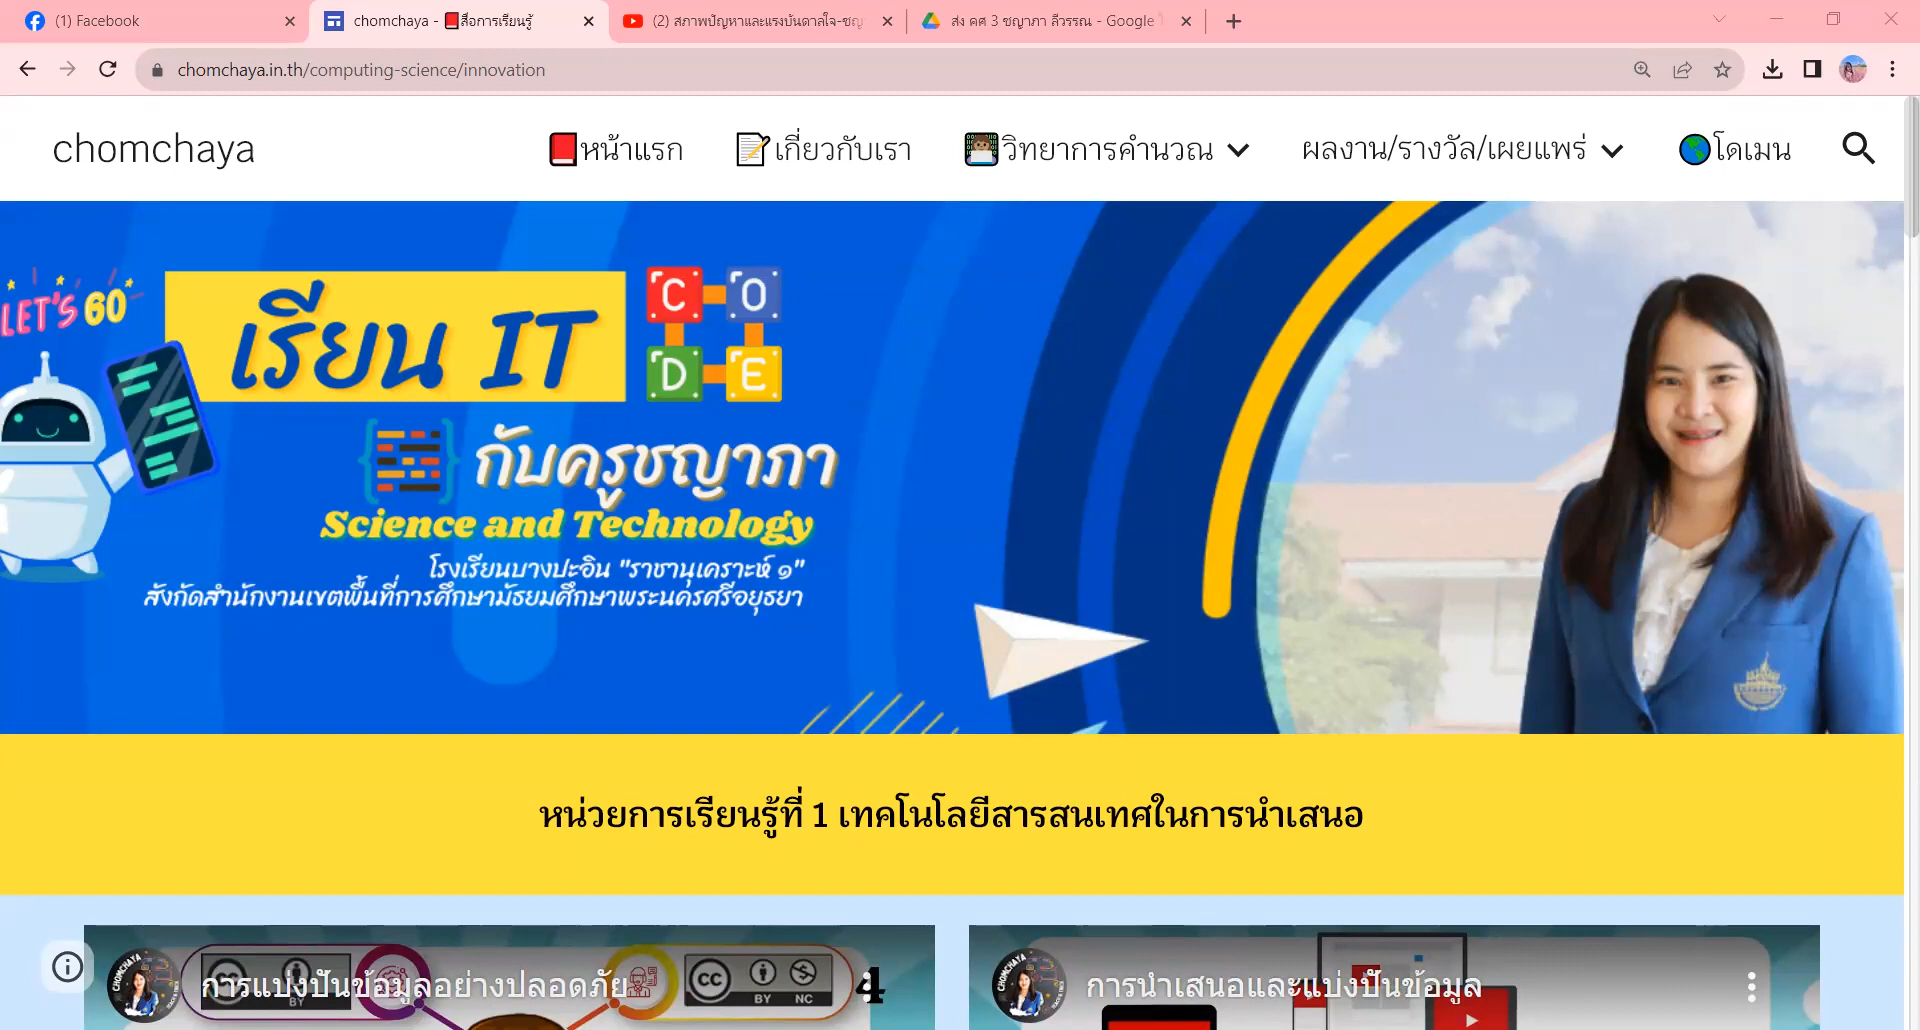 (1) Facebook
chomchaya - 📕สื่อการเรียนรู้
(2) สภาพปัญหาและแรงบันดาลใจ-ชญ
ส่ง คศ 3 ชญาภา ลีวรรณ - Google
chomchaya.in.th/computing-science/innovation
chomchaya
หน้าแรก
เกี่ยวกับเรา
วิทยาการคำนวณ
ผลงาน/รางวัล/เผยแพร่
โดเมน
LET'S GO
เรียน IT
C O
D E
กับครูชญาภา
Science and Technology
โรงเรียนบางปะอิน "ราชานุเคราะห์ ๑"
สังกัดสำนักงานเขตพื้นที่การศึกษามัธยมศึกษาพระนครศรีอยุธยา
หน่วยการเรียนรู้ที่ 1 เทคโนโลยีสารสนเทศในการนำเสนอ
CHOMCHAYA
การแบ่งปันข้อมูลอย่างปลอดภัย
BY
CC
BY NC
4
CHOMCHAYA
การนำเสนอและแบ่งปันข้อมูล